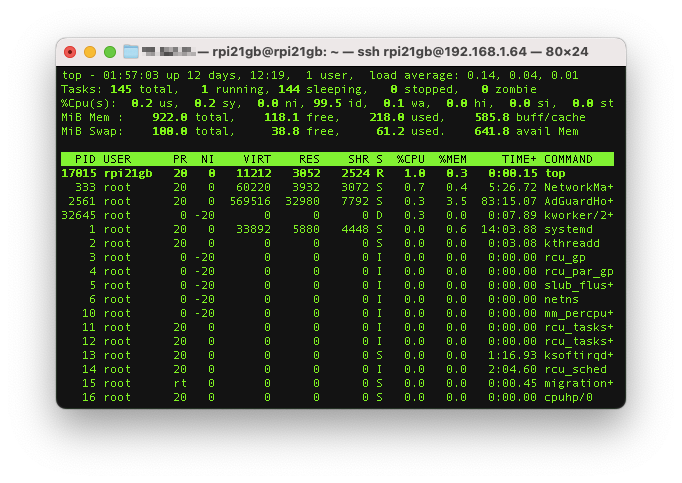 — rpi21gb@rpi21gb: ~ — ssh rpi21gb@192.168.1.64 — 80×24
top - 01:57:03 up 12 days, 12:19,  1 user,  load average: 0.14, 0.04, 0.01
Tasks: 145 total,   1 running, 144 sleeping,   0 stopped,   0 zombie
%Cpu(s):  0.2 us,  0.2 sy,  0.0 ni, 99.5 id,  0.1 wa,  0.0 hi,  0.0 si,  0.0 st
MiB Mem :    922.0 total,    118.1 free,    218.0 used,    585.8 buff/cache
MiB Swap:    100.0 total,     38.8 free,     61.2 used.    641.8 avail Mem
PID USER      PR  NI    VIRT    RES    SHR S  %CPU  %MEM     TIME+ COMMAND
17015 rpi21gb   20   0   11212   3052   2524 R   1.0   0.3   0:00.15 top
333 root      20   0   60220   3932   3072 S   0.7   0.4   5:26.72 NetworkMa+
2561 root      20   0  569516  32980   7792 S   0.3   3.5  83:15.07 AdGuardHo+
32645 root       0 -20       0      0      0 D   0.3   0.0   0:07.89 kworker/2+
1 root      20   0   33892   5880   4448 S   0.0   0.6  14:03.88 systemd
2 root      20   0       0      0      0 S   0.0   0.0   0:03.08 kthreadd
3 root       0 -20       0      0      0 I   0.0   0.0   0:00.00 rcu_gp
4 root       0 -20       0      0      0 I   0.0   0.0   0:00.00 rcu_par_gp
5 root       0 -20       0      0      0 I   0.0   0.0   0:00.00 slub_flus+
6 root       0 -20       0      0      0 I   0.0   0.0   0:00.00 netns
10 root       0 -20       0      0      0 I   0.0   0.0   0:00.00 mm_percpu+
11 root      20   0       0      0      0 I   0.0   0.0   0:00.00 rcu_tasks+
12 root      20   0       0      0      0 I   0.0   0.0   0:00.00 rcu_tasks+
13 root      20   0       0      0      0 S   0.0   0.0   1:16.93 ksoftirqd+
14 root      20   0       0      0      0 I   0.0   0.0   2:04.60 rcu_sched
15 root      rt   0       0      0      0 S   0.0   0.0   0:00.45 migration+
16 root      20   0       0      0      0 S   0.0   0.0   0:00.00 cpuhp/0